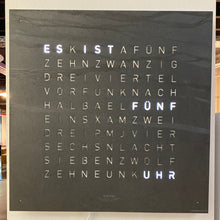 ESKISTAFÜNF
ZEHNZWANZIG
DREIVIERTEL
VORFUNKNACH
HALBAELFÜNF
EINSXAMZWEI
DREIPMJVIER
SECHSNLACHT
SIEBENZWÖLF
ZEHNEUNKUHR